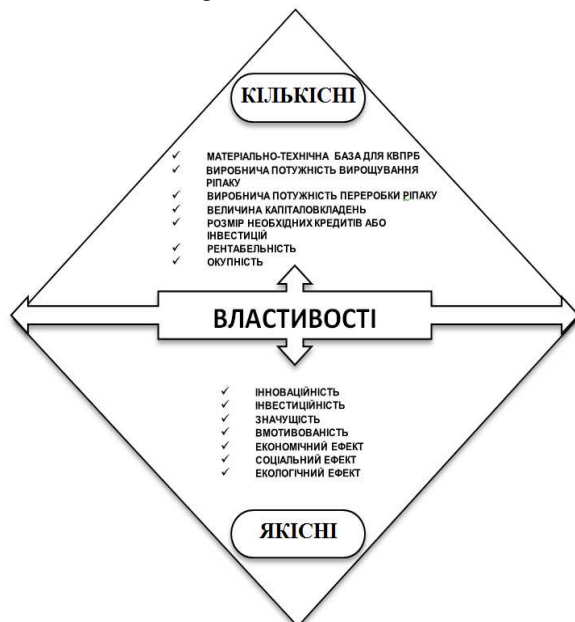 КІЛЬКІСНІ
✓ МАТЕРІАЛЬНО-ТЕХНІЧНА БАЗА ДЛЯ КВПРБ
✓ ВИРОБНИЧА ПОТУЖНІСТЬ ВИРОЩУВАННЯ
РІПАКУ
✓ ВИРОБНИЧА ПОТУЖНІСТЬ ПЕРЕРОБКИ РІПАКУ
✓ ВЕЛИЧИНА КАПІТАЛОВКЛАДЕНЬ
✓ РОЗМІР НЕОБХІДНИХ КРЕДИТІВ АБО
ІНВЕСТИЦІЙ
✓ РЕНТАБЕЛЬНІСТЬ
✓ ОКУПНІСТЬ
ВЛАСТИВОСТІ
✓ ІННОВАЦІЙНІСТЬ
✓ ІНВЕСТИЦІЙНІСТЬ
✓ ЗНАЧУЩІСТЬ
✓ ВМОТИВОВАНІСТЬ
✓ ЕКОНОМІЧНИЙ ЕФЕКТ
✓ СОЦІАЛЬНИЙ ЕФЕКТ
✓ ЕКОЛОГІЧНИЙ ЕФЕКТ
ЯКІСНІ